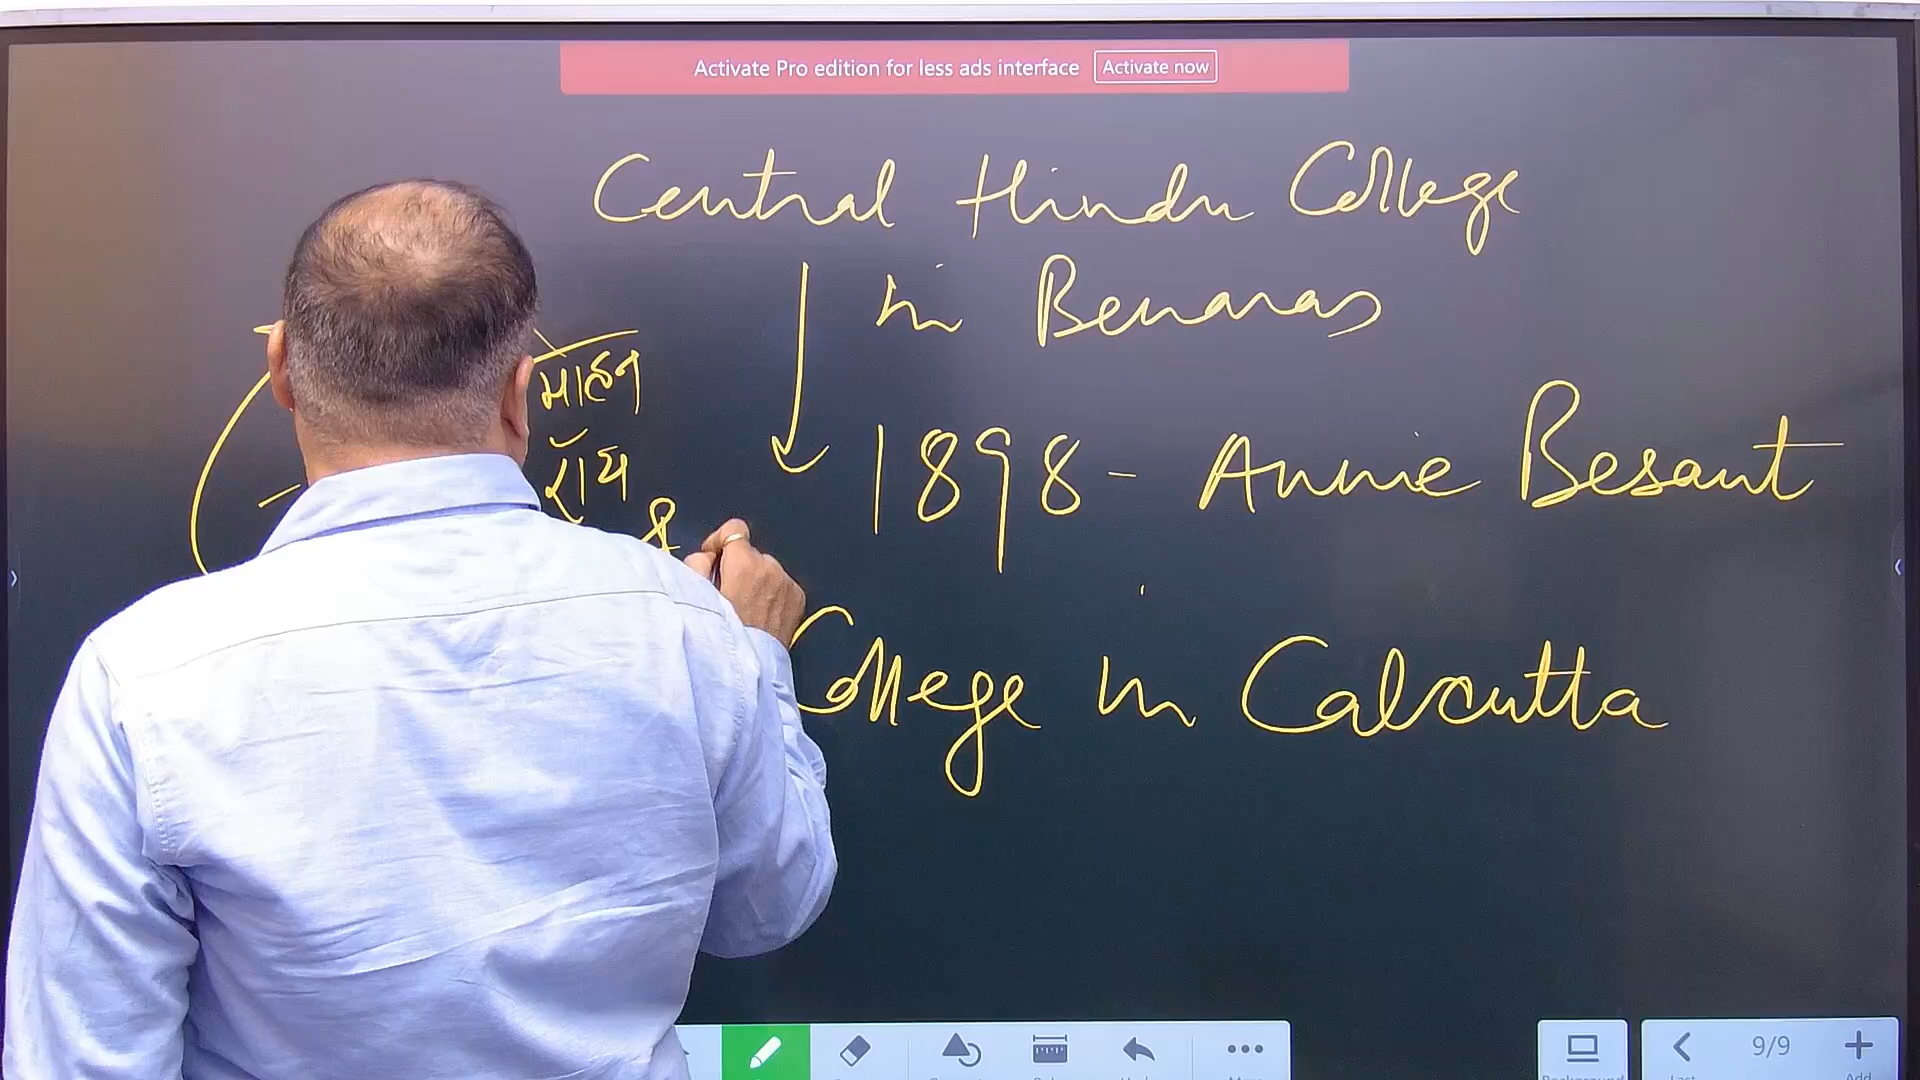 Activate Pro edition for less ads interface Activate now
Central Hindu College
in Benaras
मोहन
रॉय
&
1898 - Annie Besant
College in Calcutta
9/9